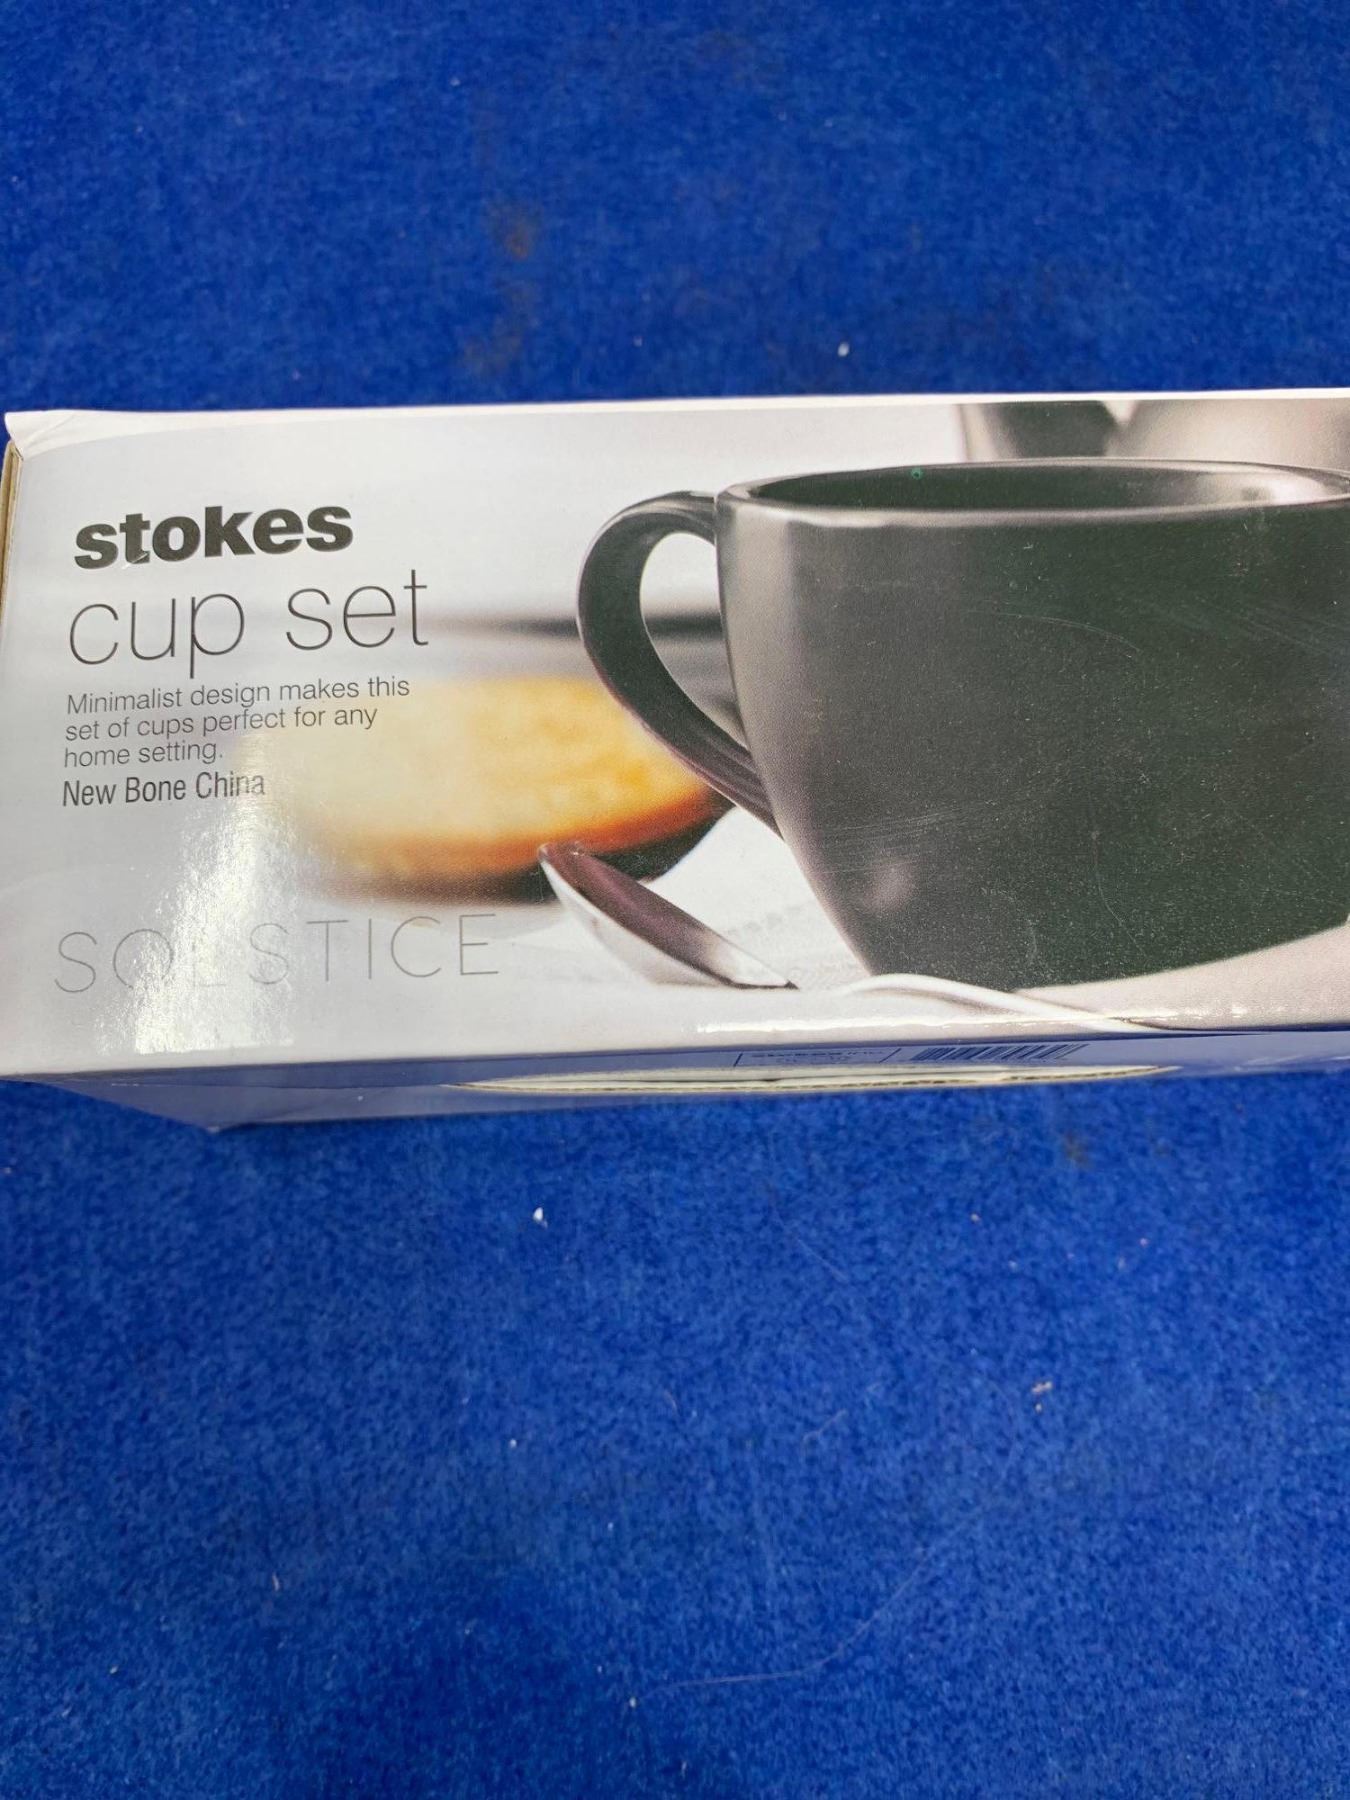 stokes
cup set
Minimalist design makes this
set of cups perfect for any
home setting.
New Bone China
SOLSTICE